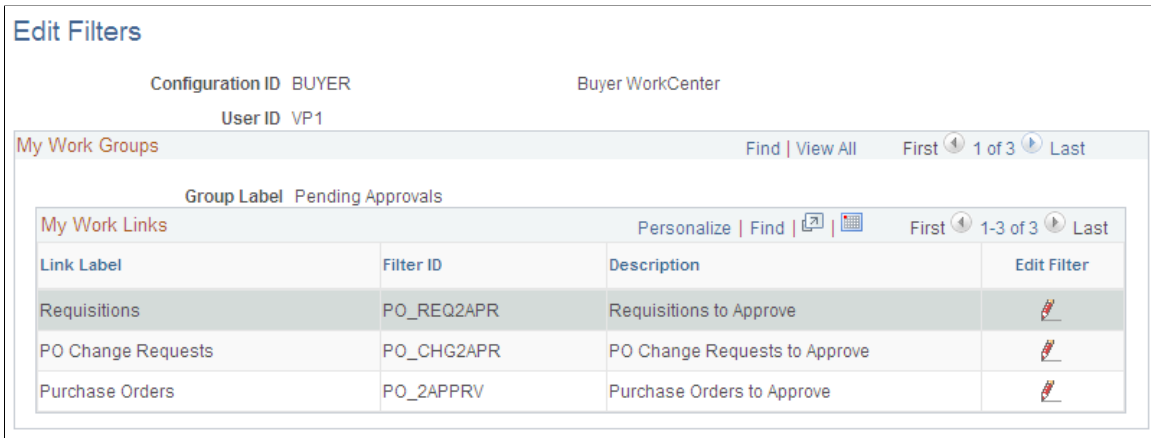 Edit Filters
Configuration ID BUYER Buyer WorkCenter
User ID VP1
My Work Groups Find | View All First 1 of 3 Last
Group Label Pending Approvals
My Work Links Personalize | Find | | First 1-3 of 3 Last
Link Label Filter ID Description Edit Filter
Requisitions PO_REQ2APR Requisitions to Approve
PO Change Requests PO_CHG2APR PO Change Requests to Approve
Purchase Orders PO_2APPRV Purchase Orders to Approve